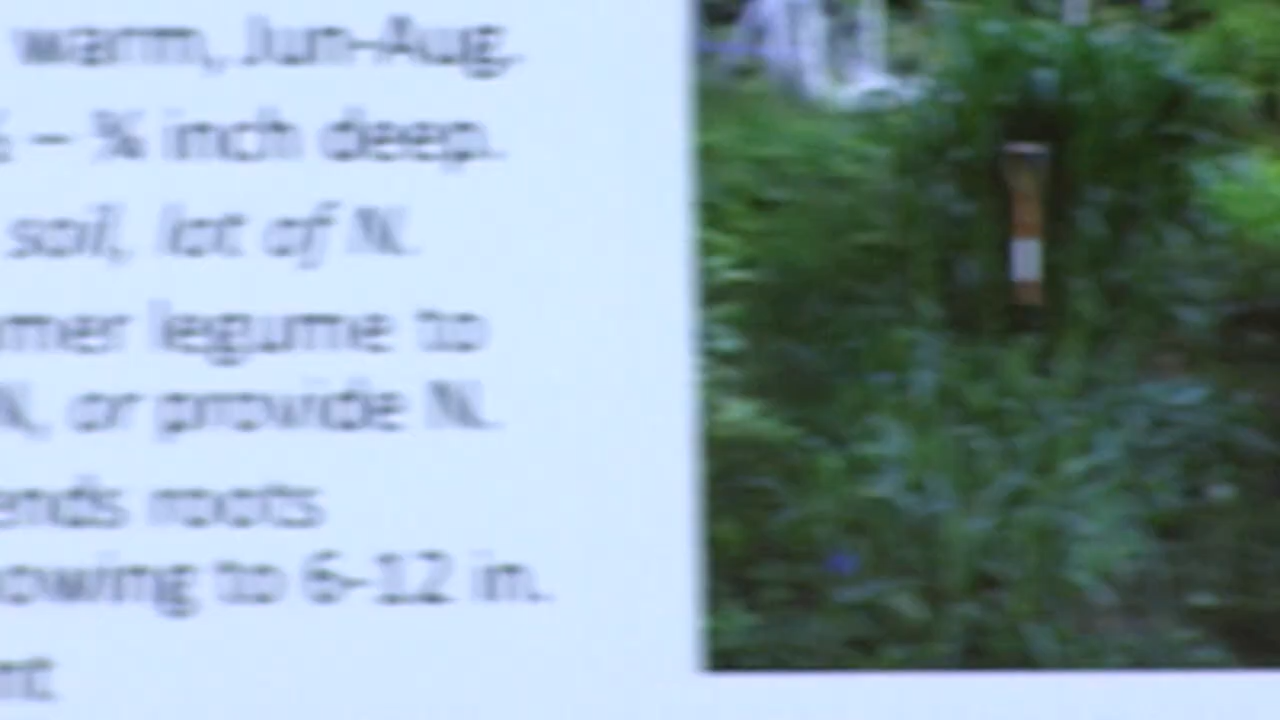 warm, Jun-Aug.
– ¾ inch deep.
soil, lot of N.
mer legume to
N, or provide N.
ends roots
owing to 6-12 in.